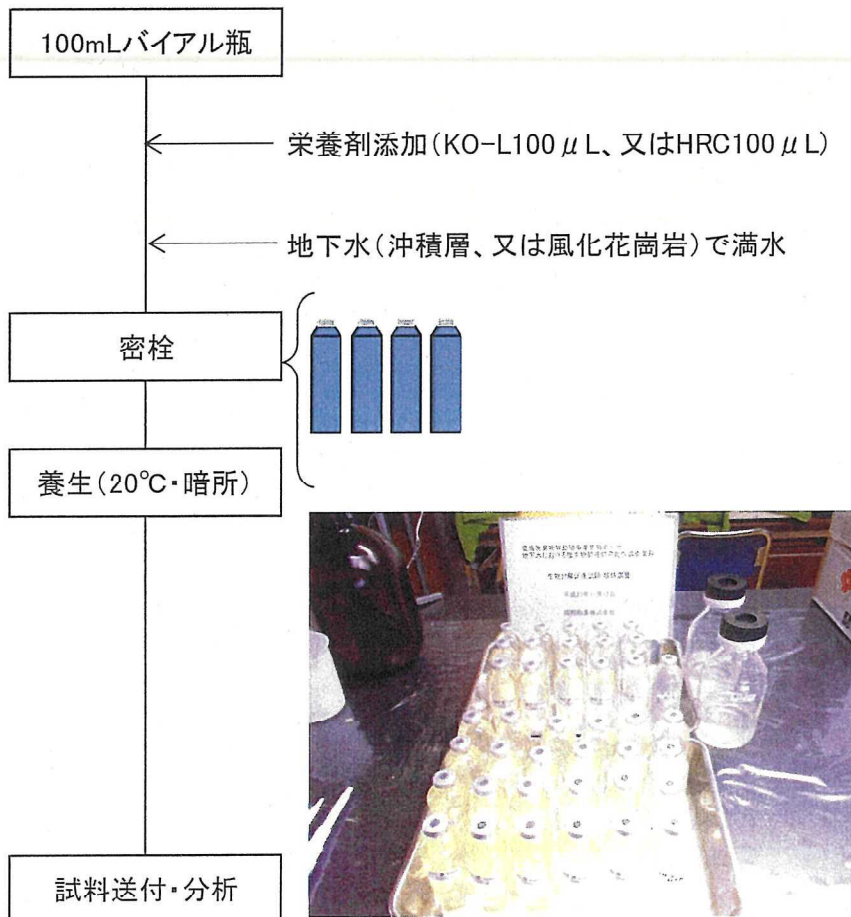 100mLバイアル瓶
栄養剤添加(KO-L100μL、又はHRC100μL)
地下水(沖積層、又は風化花崗岩)で満水
密栓
養生(20℃・暗所)
試料送付・分析